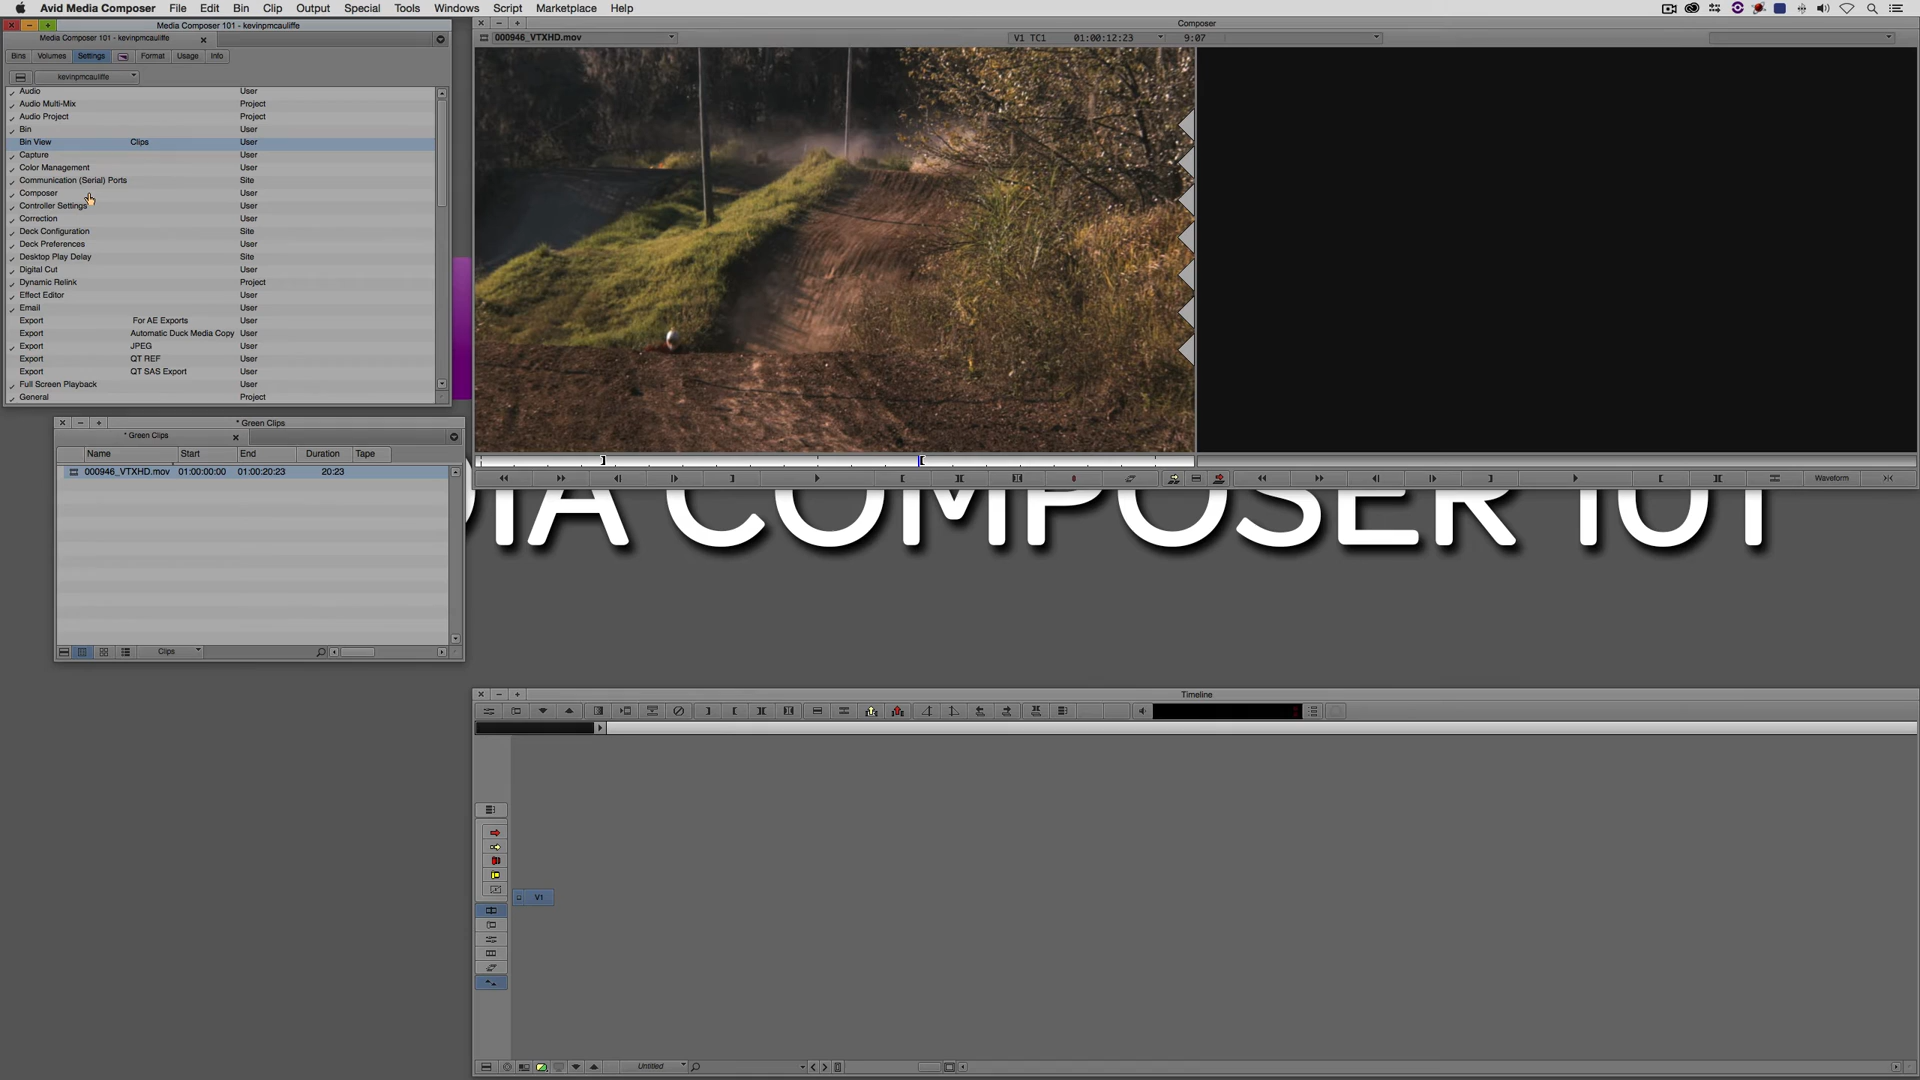 Avid Media Composer File Edit Bin Clip Output Special Tools Windows Script Marketplace Help
Media Composer 101 - kevinpmcauliffe
Media Composer 101 - kevinpmcauliffe
Bins Volumes Settings Format Usage Info
kevinpmcauliffe
Audio User
Audio Multi-Mix Project
Audio Project Project
Bin User
Bin View Clips User
Capture User
Color Management User
Communication (Serial) Ports Site
Composer User
Controller Settings User
Correction User
Deck Configuration Site
Deck Preferences User
Desktop Play Delay Site
Digital Cut User
Dynamic Relink Project
Effect Editor User
Email User
Export For AE Exports User
Export Automatic Duck Media Copy User
Export JPEG User
Export QT REF User
Export QT SAS Export User
Full Screen Playback User
General Project
* Green Clips
* Green Clips
Name Start End Duration Tape
000946_VTXHD.mov 01:00:00:00 01:00:20:23 20:23
Clips
Composer
000946_VTXHD.mov V1 TC1 01:00:12:23 9:07
Waveform
DIA COMPOSER 101
Timeline
V1
Untitled